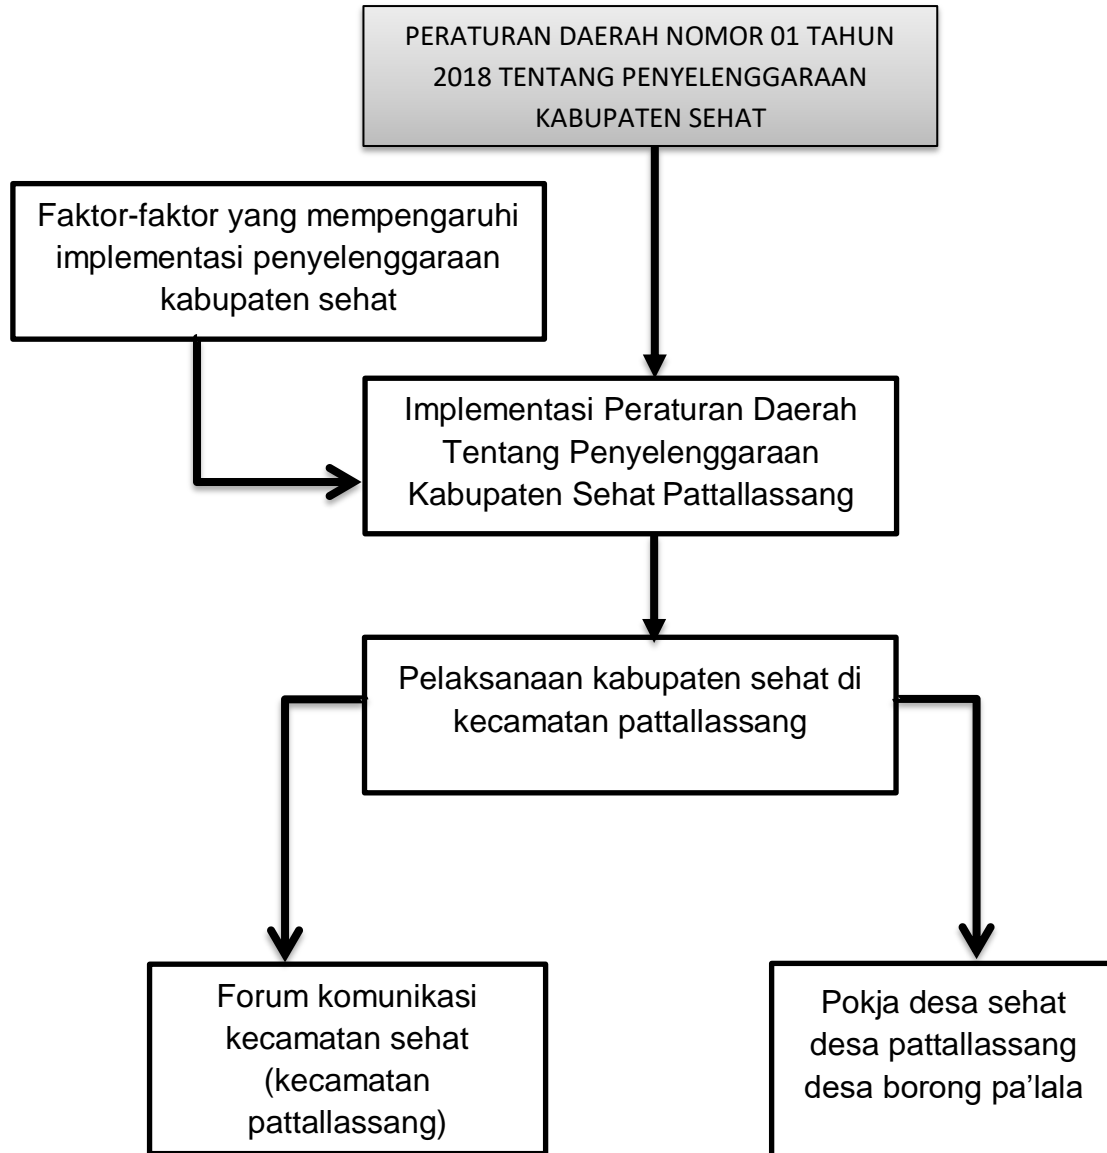 PERATURAN DAERAH NOMOR 01 TAHUN
2018 TENTANG PENYELENGGARAAN
KABUPATEN SEHAT
Faktor-faktor yang mempengaruhi
implementasi penyelenggaraan
kabupaten sehat
Implementasi Peraturan Daerah
Tentang Penyelenggaraan
Kabupaten Sehat Pattallassang
Pelaksanaan kabupaten sehat di
kecamatan pattallassang
Forum komunikasi
kecamatan sehat
(kecamatan
pattallassang)
Pokja desa sehat
desa pattallassang
desa borong pa’lala